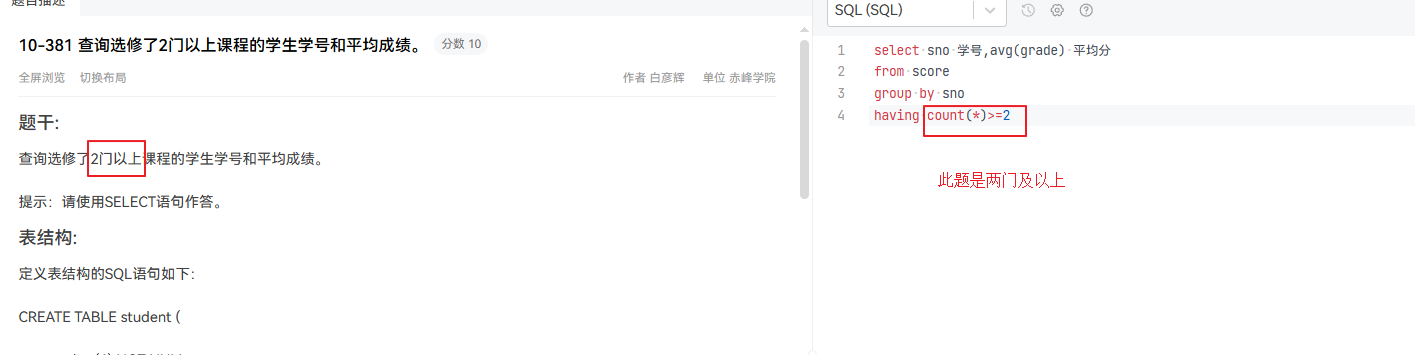 10-381 查询选修了2门以上课程的学生学号和平均成绩。 分数 10
全屏浏览 切换布局 作者 白彦辉 单位 赤峰学院
题干:
查询选修了2门以上课程的学生学号和平均成绩。
提示：请使用SELECT语句作答。
表结构:
定义表结构的SQL语句如下：
CREATE TABLE student (
SQL (SQL)
1 select sno 学号,avg(grade) 平均分
2 from score
3 group by sno
4 having count(*)>=2
此题是两门及以上